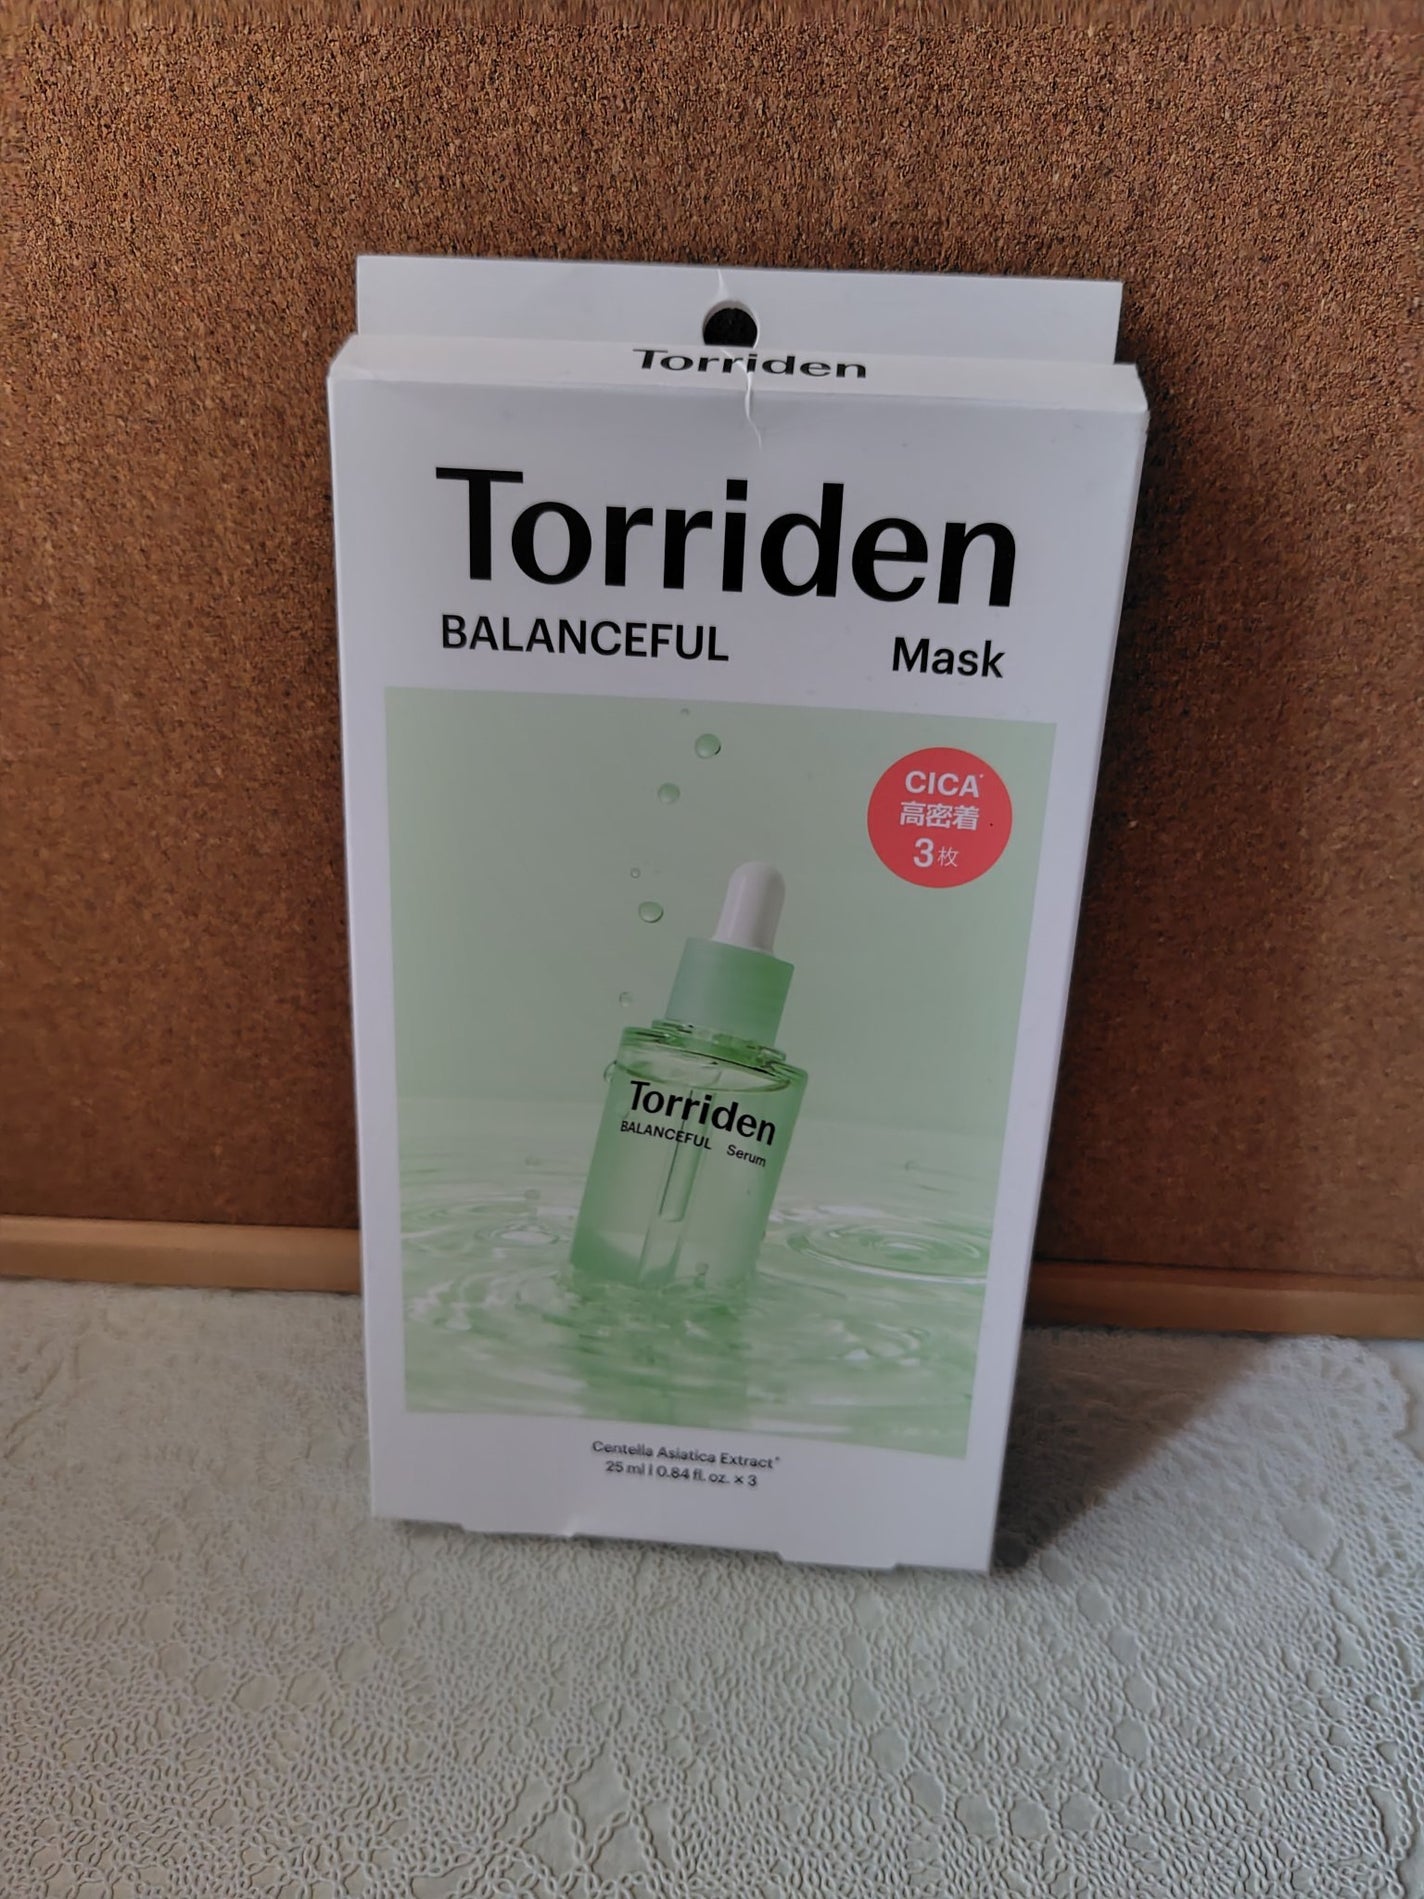 Torriden
Torriden
BALANCEFUL Mask
CICA*
高密着
3枚
Torriden
BALANCEFUL Serum
Centella Asiatica Extract*
25 ml | 0.84 fl. oz. × 3